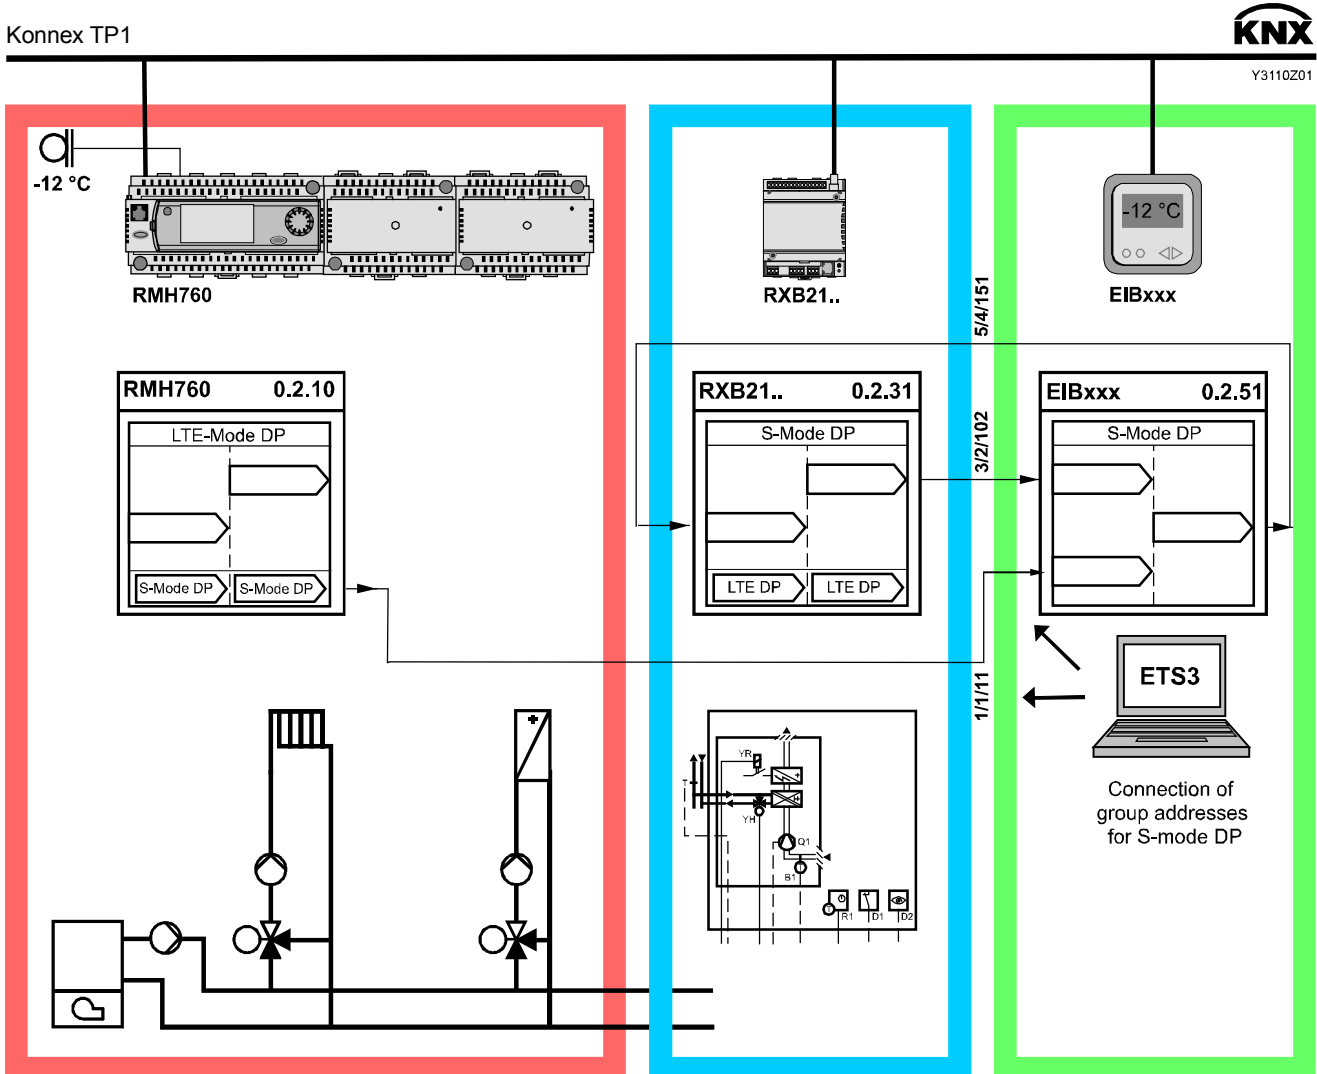 Konnex TP1
KNX
Y3110Z01
-12 °C
-12 °C
RMH760
RXB21..
EIBxxx
5/4/151
RMH760 0.2.10
LTE-Mode DP
S-Mode DP S-Mode DP
RXB21.. 0.2.31
S-Mode DP
LTE DP LTE DP
3/2/102
EIBxxx 0.2.51
S-Mode DP
1/1/11
ETS3
Connection of
group addresses
for S-mode DP
YR
YH
Q1
B1
T
R1 D1 D2